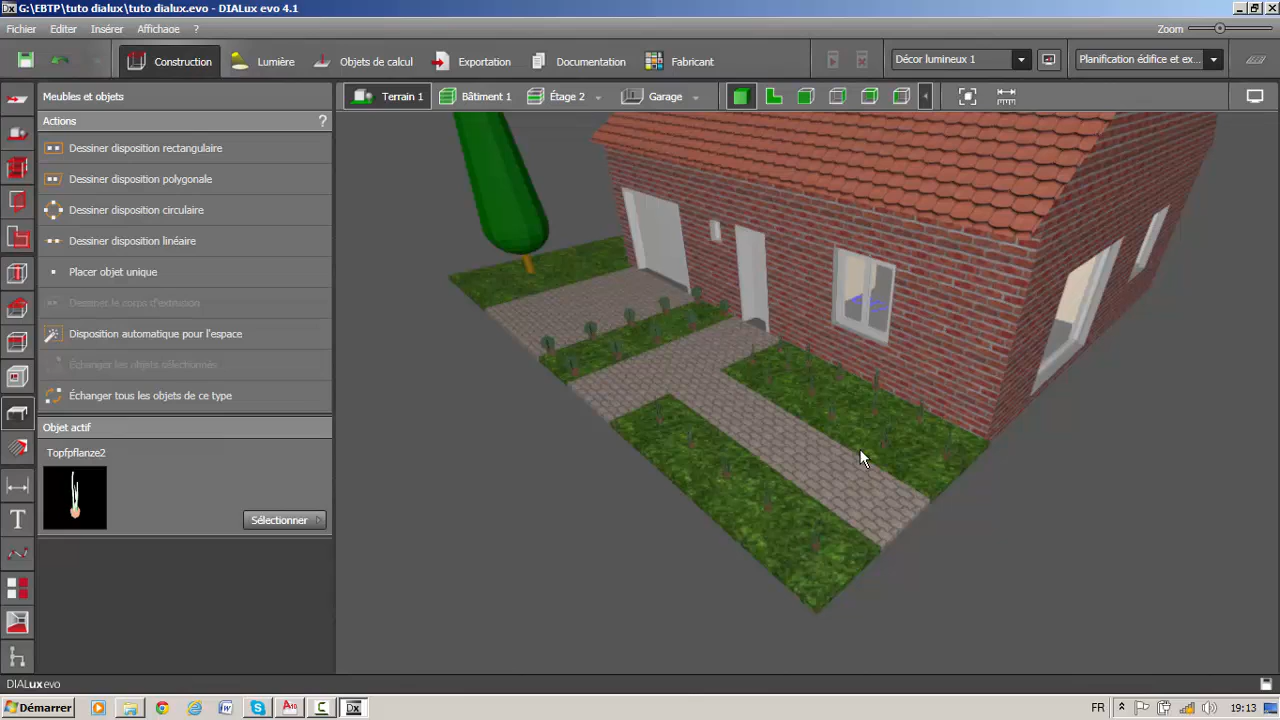 G:\EBTP\tuto dialux\tuto dialux.evo - DIALux evo 4.1
Fichier Editer Insérer Affichaoe ? Zoom
Construction Lumière Objets de calcul Exportation Documentation Fabricant Décor lumineux 1 Planification édifice et ex...
Meubles et objets Terrain 1 Bâtiment 1 Étage 2 Garage
Actions ?
Dessiner disposition rectangulaire
Dessiner disposition polygonale
Dessiner disposition circulaire
Dessiner disposition linéaire
Placer objet unique
Dessiner le corps d'extrusion
Disposition automatique pour l'espace
Échanger les objets sélectionnés
Échanger tous les objets de ce type
Objet actif
Topfpflanze2
Sélectionner
T
DIALux evo
Démarrer FR 19:13